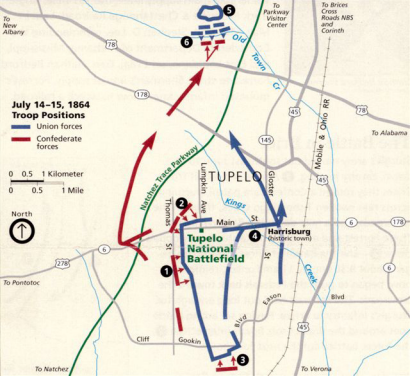 To
New
Albany
To
Parkway
Visitor
Center
To Brices
Cross
Roads NBS
and
Corinth
5
6
Old
Town
Cr
78
78
178
45
145
To Alabama
July 14–15, 1864
Troop Positions
Union forces
Confederate
forces
0 0.5 1 Kilometer
0 0.5 1 Mile
North
Natchez Trace Parkway
Mobile & Ohio RR
TUPELO
Lumpkin Ave
Gloster
Kings
Creek
Thomas St
2
Main St
6
178
Tupelo
National
Battlefield
4
Harrisburg
(historic town)
6
278
1
To Pontotoc
45
Eason Blvd
Blvd
Cliff Gookin
45
3
To Natchez
To Verona